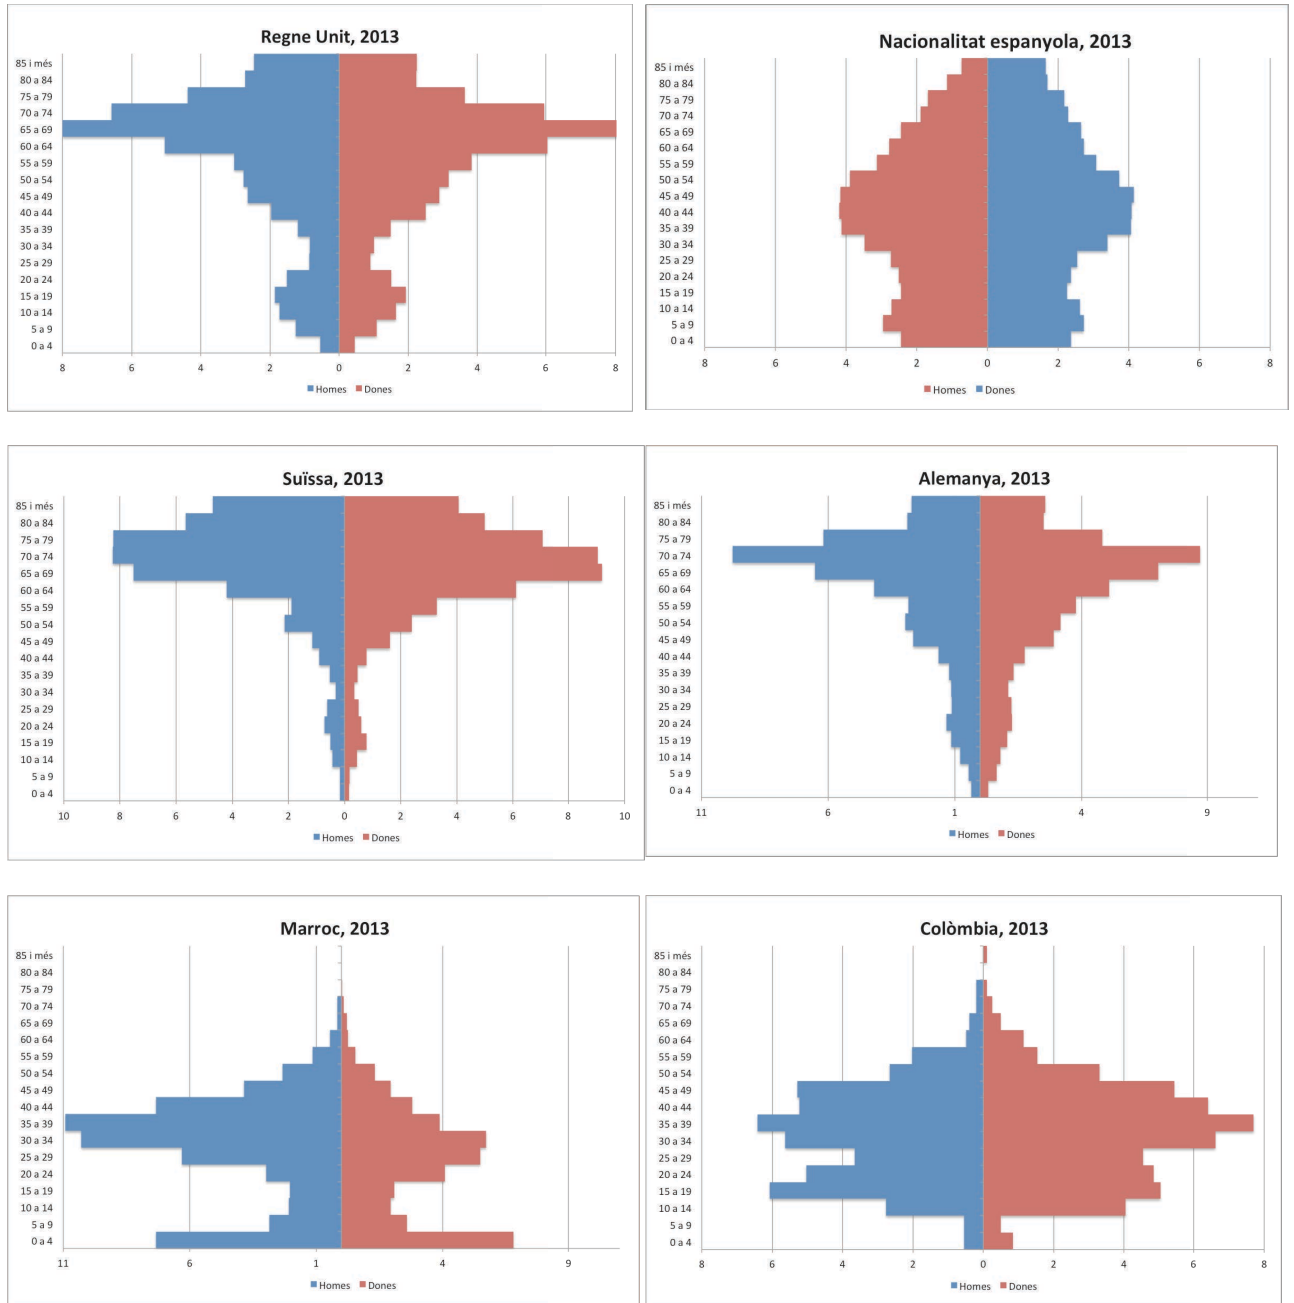 Regne Unit, 2013
85 i més
80 a 84
75 a 79
70 a 74
65 a 69
60 a 64
55 a 59
50 a 54
45 a 49
40 a 44
35 a 39
30 a 34
25 a 29
20 a 24
15 a 19
10 a 14
5 a 9
0 a 4
8 6 4 2 0 2 4 6 8
Homes Dones
Nacionalitat espanyola, 2013
85 i més
80 a 84
75 a 79
70 a 74
65 a 69
60 a 64
55 a 59
50 a 54
45 a 49
40 a 44
35 a 39
30 a 34
25 a 29
20 a 24
15 a 19
10 a 14
5 a 9
0 a 4
8 6 4 2 0 2 4 6 8
Homes Dones
Suïssa, 2013
85 i més
80 a 84
75 a 79
70 a 74
65 a 69
60 a 64
55 a 59
50 a 54
45 a 49
40 a 44
35 a 39
30 a 34
25 a 29
20 a 24
15 a 19
10 a 14
5 a 9
0 a 4
10 8 6 4 2 0 2 4 6 8 10
Homes Dones
Alemanya, 2013
85 i més
80 a 84
75 a 79
70 a 74
65 a 69
60 a 64
55 a 59
50 a 54
45 a 49
40 a 44
35 a 39
30 a 34
25 a 29
20 a 24
15 a 19
10 a 14
5 a 9
0 a 4
11 6 1 4 9
Homes Dones
Marroc, 2013
85 i més
80 a 84
75 a 79
70 a 74
65 a 69
60 a 64
55 a 59
50 a 54
45 a 49
40 a 44
35 a 39
30 a 34
25 a 29
20 a 24
15 a 19
10 a 14
5 a 9
0 a 4
11 6 1 4 9
Homes Dones
Colòmbia, 2013
85 i més
80 a 84
75 a 79
70 a 74
65 a 69
60 a 64
55 a 59
50 a 54
45 a 49
40 a 44
35 a 39
30 a 34
25 a 29
20 a 24
15 a 19
10 a 14
5 a 9
0 a 4
8 6 4 2 0 2 4 6 8
Homes Dones